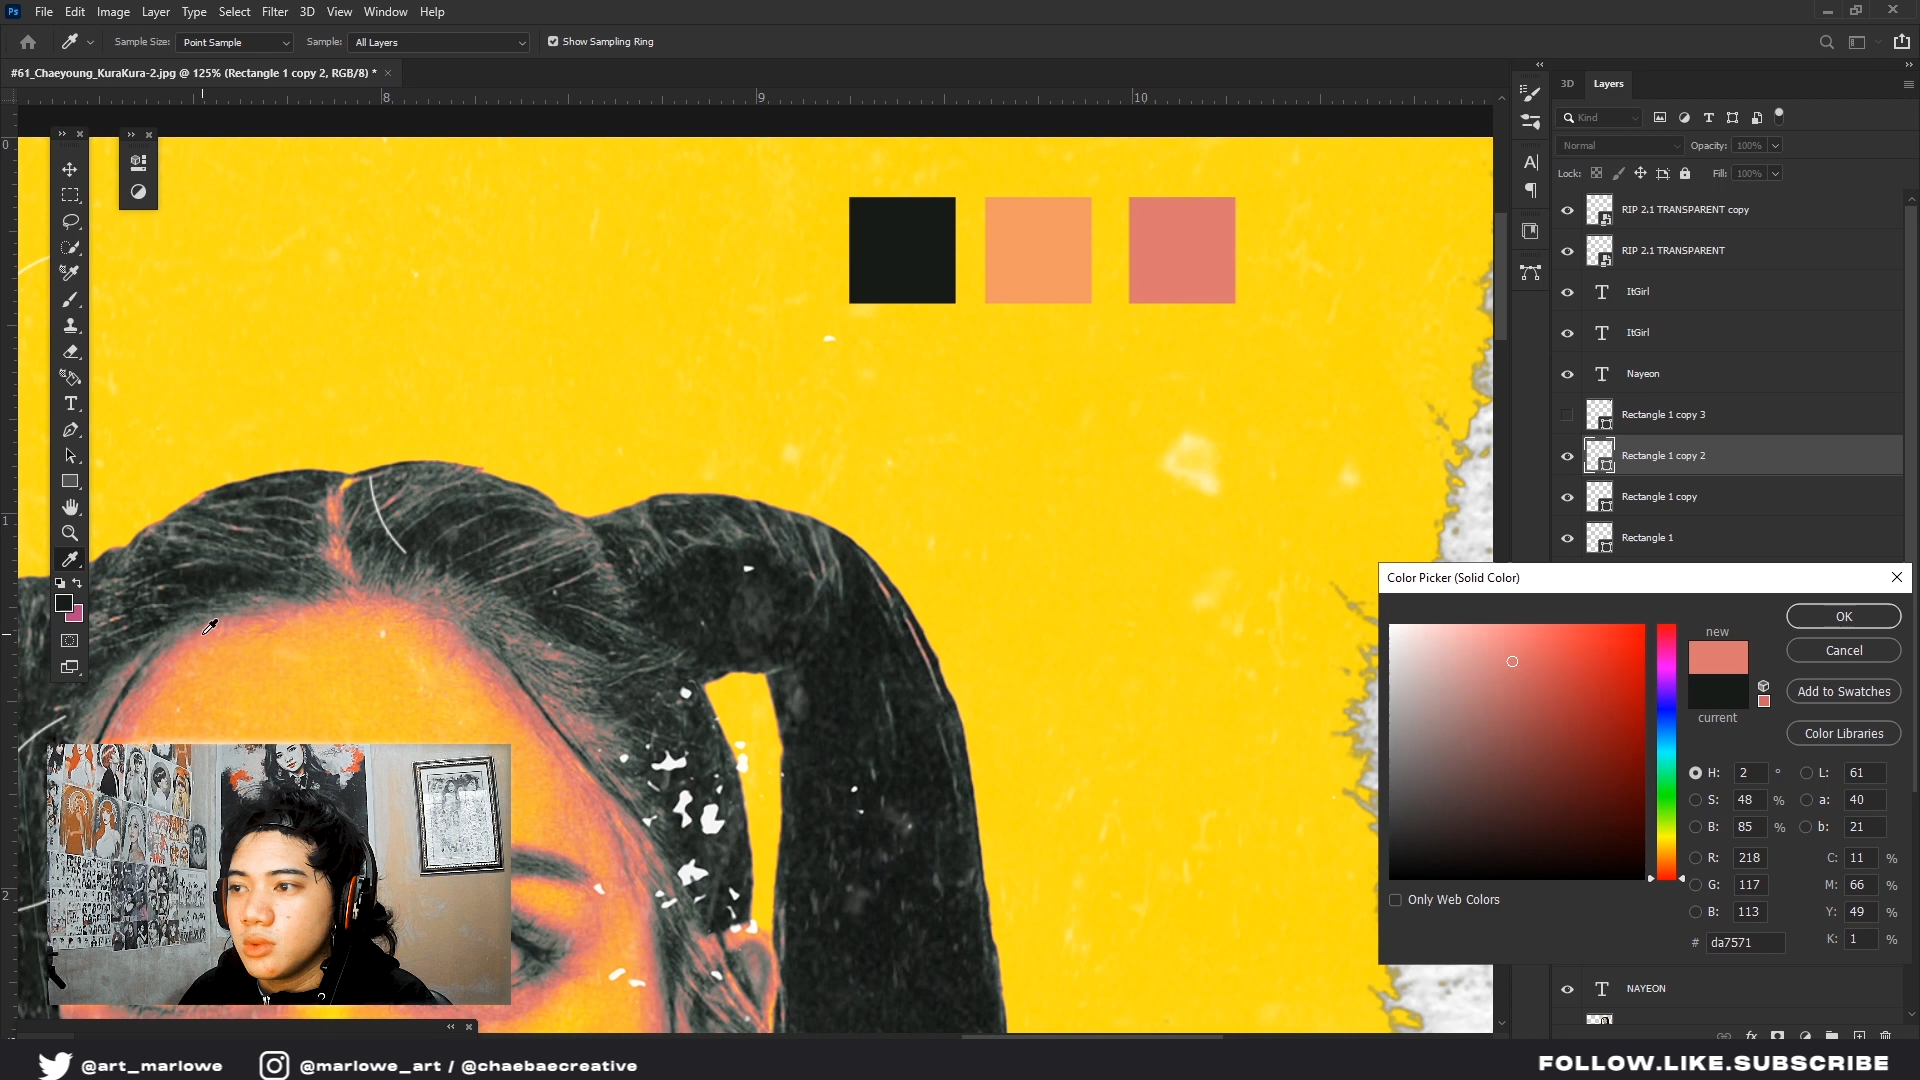 Ps File Edit Image Layer Type Select Filter 3D View Window Help
Sample Size: Point Sample Sample: All Layers Show Sampling Ring
#61_Chaeyoung_KuraKura-2.jpg @ 125% (Rectangle 1 copy 2, RGB/8) *
8 9 10
0
1
2
3D Layers
Kind
Normal Opacity: 100%
Lock: Fill: 100%
RIP 2.1 TRANSPARENT copy
RIP 2.1 TRANSPARENT
ItGirl
ItGirl
Nayeon
Rectangle 1 copy 3
Rectangle 1 copy 2
Rectangle 1 copy
Rectangle 1
Color Picker (Solid Color)
new
current
OK
Cancel
Add to Swatches
Color Libraries
H: 2 ° L: 61
S: 48 % a: 40
B: 85 % b: 21
R: 218 C: 11 %
G: 117 M: 66 %
B: 113 Y: 49 %
# da7571 K: 1 %
Only Web Colors
NAYEON
fx
@art_marlowe @marlowe_art / @chaebaecreative
FOLLOW.LIKE.SUBSCRIBE